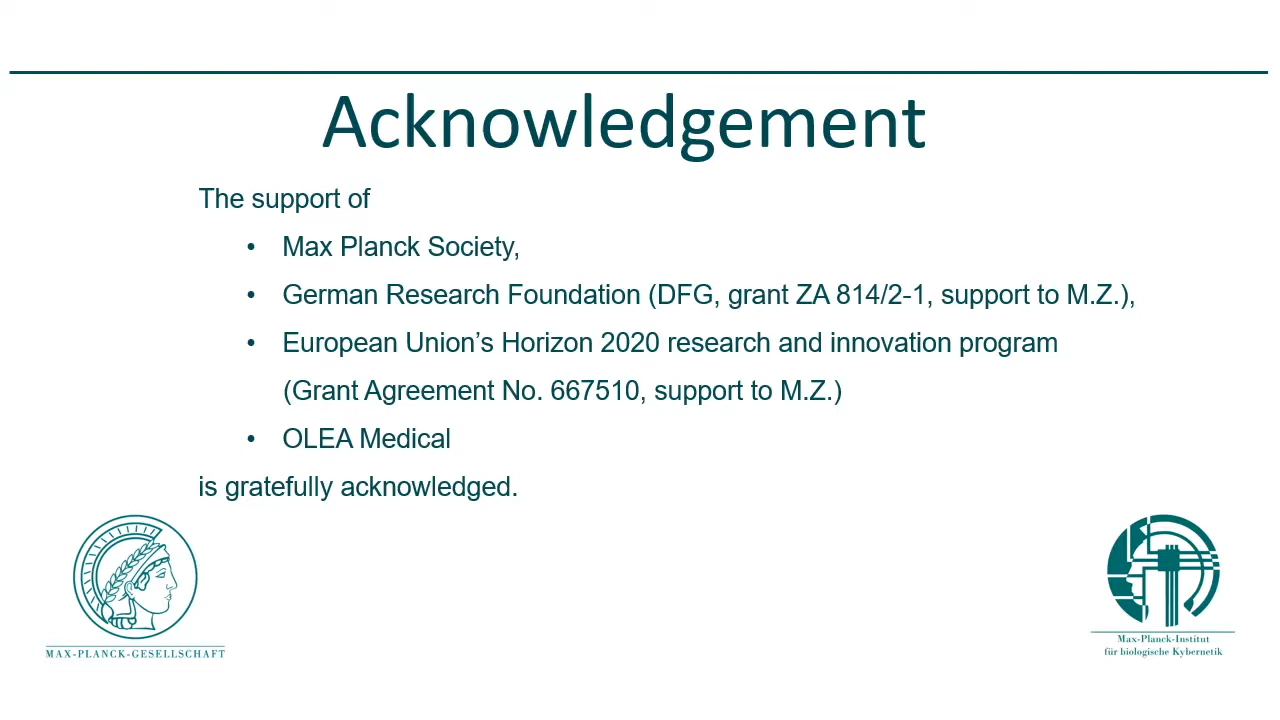 Acknowledgement
The support of
• Max Planck Society,
• German Research Foundation (DFG, grant ZA 814/2-1, support to M.Z.),
• European Union’s Horizon 2020 research and innovation program
(Grant Agreement No. 667510, support to M.Z.)
• OLEA Medical
is gratefully acknowledged.
MAX-PLANCK-GESELLSCHAFT
Max-Planck-Institut
für biologische Kybernetik